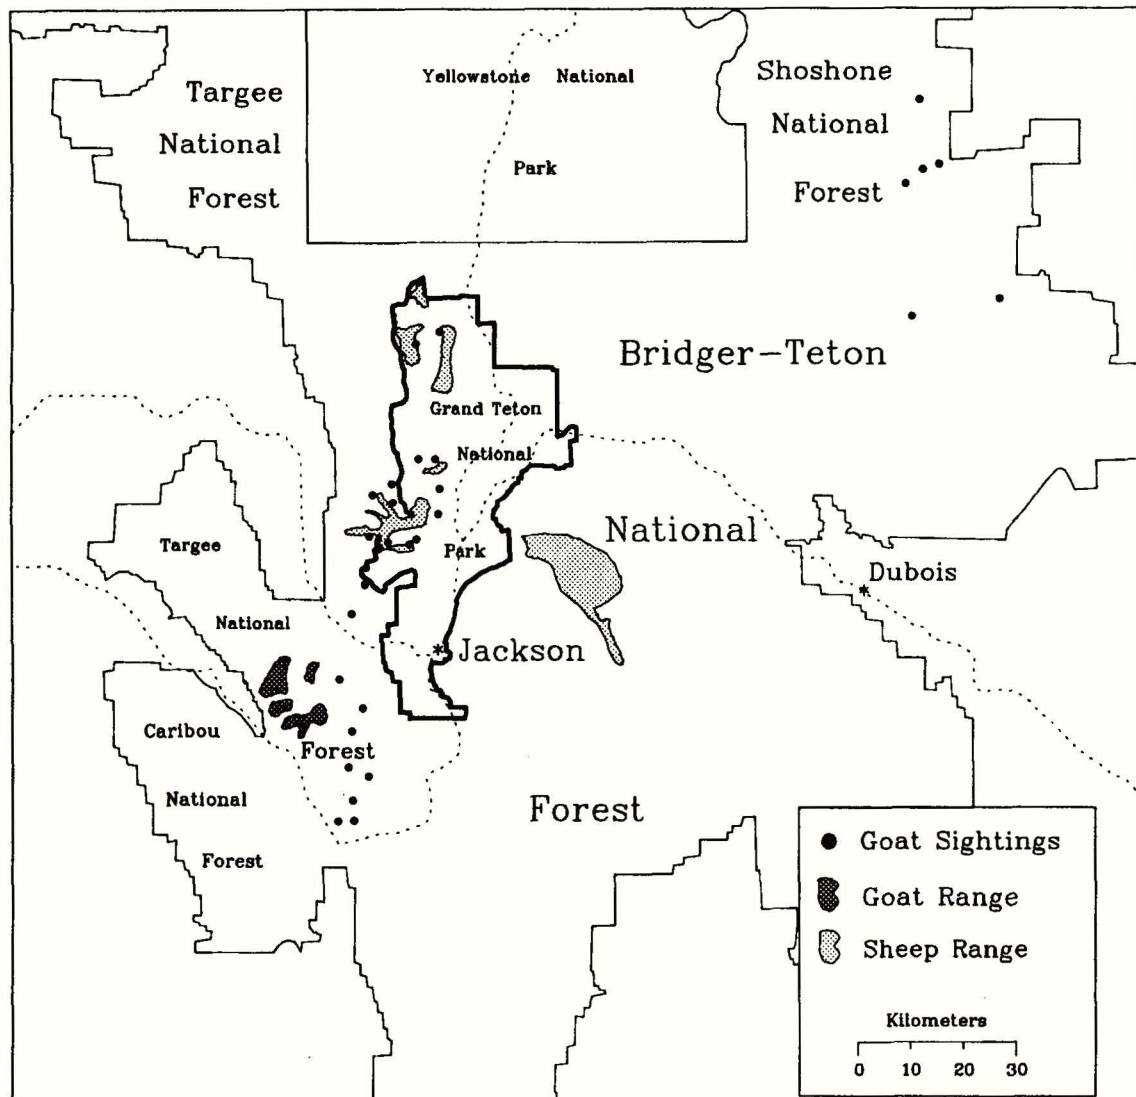 Targee
National
Forest
Yellowstone National
Park
Shoshone
National
Forest
Bridger-Teton
National
Forest
Grand Teton
National
Park
Targee
National
Forest
Caribou
National
Forest
* Jackson
Dubois
*
Goat Sightings
Goat Range
Sheep Range
Kilometers
0 10 20 30